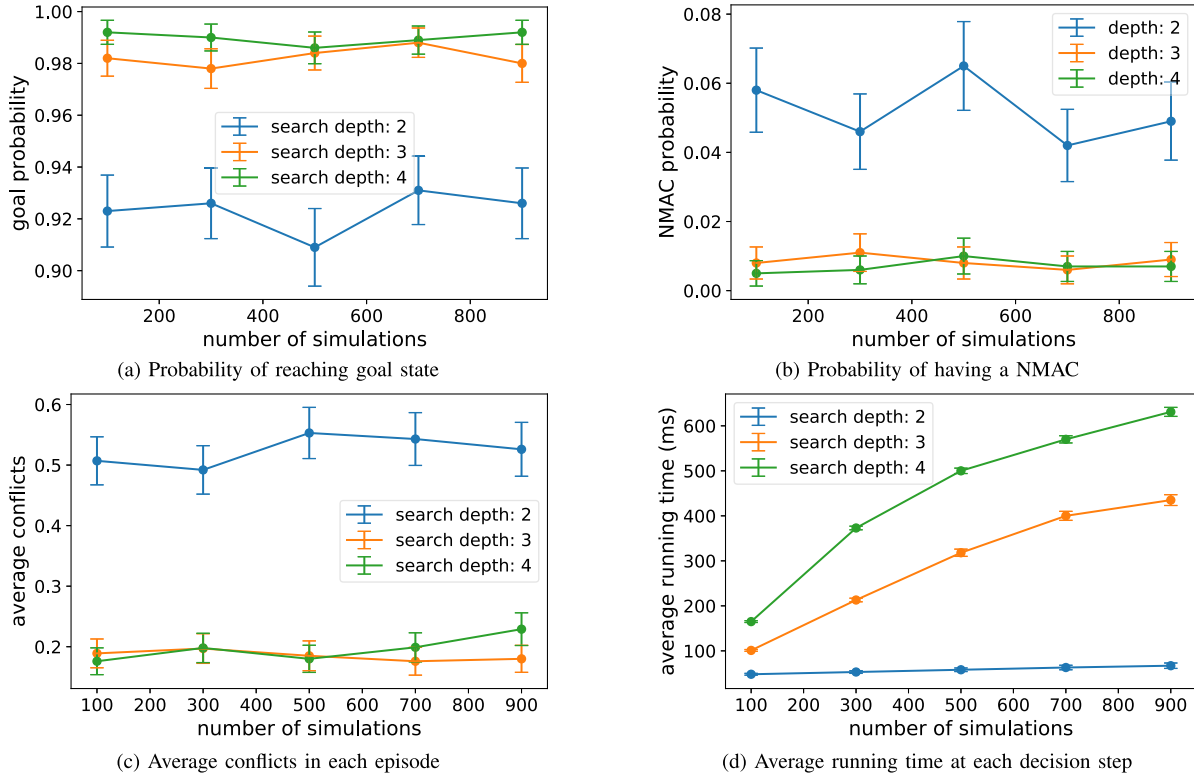 1.00
0.98
0.96
0.94
0.92
0.90
goal probability
search depth: 2
search depth: 3
search depth: 4
200 400 600 800
number of simulations
(a) Probability of reaching goal state
0.08
0.06
0.04
0.02
0.00
NMAC probability
depth: 2
depth: 3
depth: 4
200 400 600 800
number of simulations
(b) Probability of having a NMAC
0.6
0.5
0.4
0.3
0.2
average conflicts
search depth: 2
search depth: 3
search depth: 4
100 200 300 400 500 600 700 800 900
number of simulations
(c) Average conflicts in each episode
600
500
400
300
200
100
average running time (ms)
search depth: 2
search depth: 3
search depth: 4
100 200 300 400 500 600 700 800 900
number of simulations
(d) Average running time at each decision step